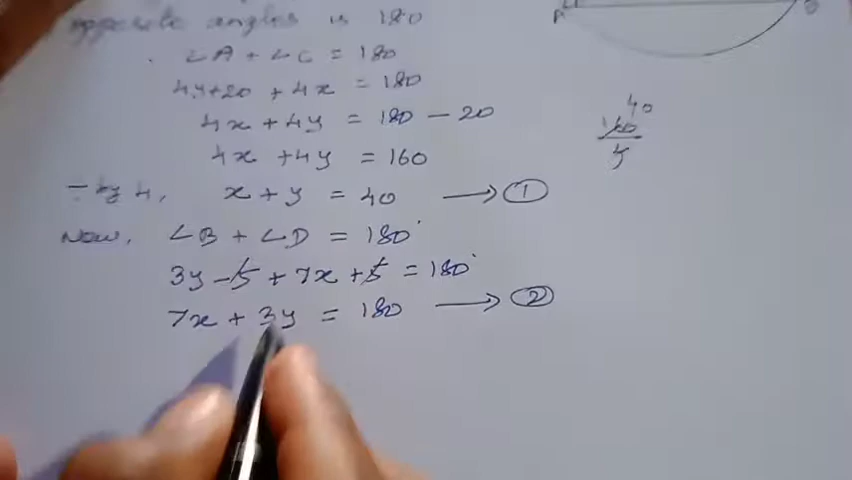 opposite angles is 180
∠A + ∠C = 180
4y+20 + 4x = 180
4x + 4y = 180 - 20
4x + 4y = 160
÷ by 4, x + y = 40 → ①
Now, ∠B + ∠D = 180°
3y - 5 + 7x + 5 = 180°
7x + 3y = 180 → ②
40
160
4